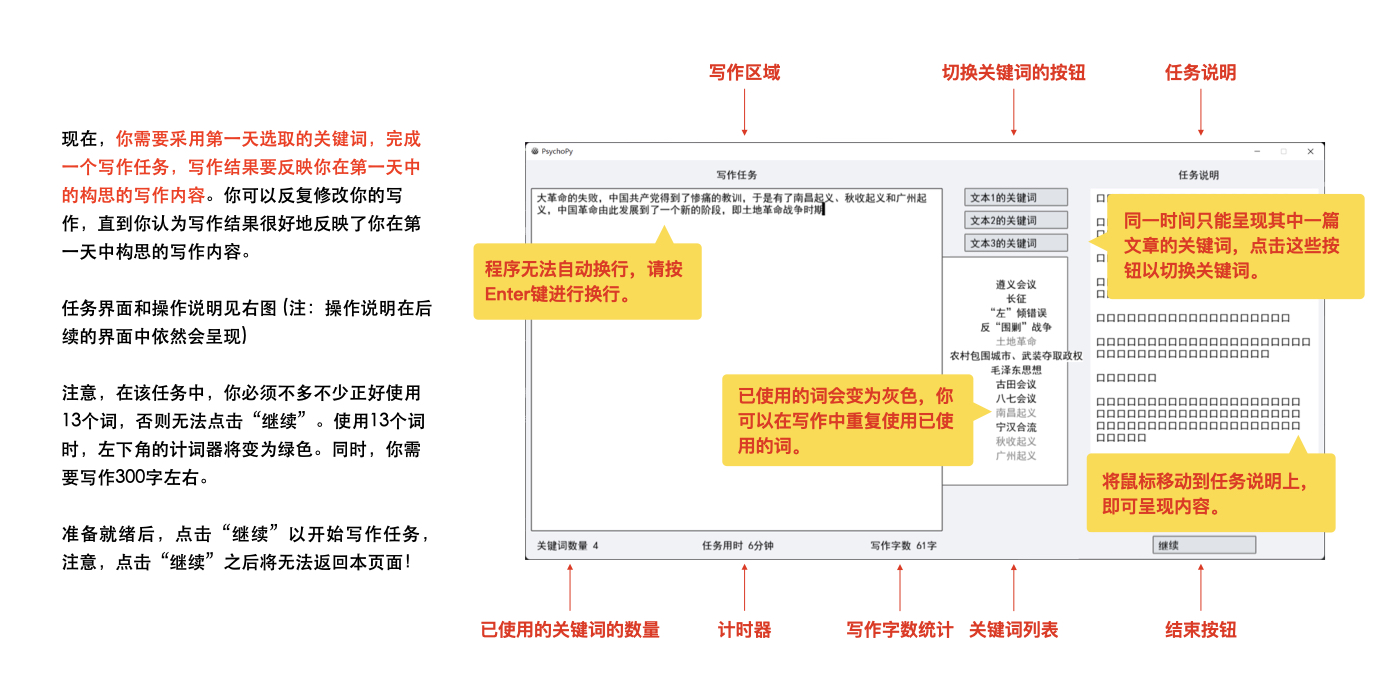 现在，你需要采用第一天选取的关键词，完成
一个写作任务，写作结果要反映你在第一天中
的构思的写作内容。你可以反复修改你的写
作，直到你认为写作结果很好地反映了你在第
一天中构思的写作内容。
任务界面和操作说明见右图 (注：操作说明在后
续的界面中依然会呈现)
注意，在该任务中，你必须不多不少正好使用
13个词，否则无法点击“继续”。使用13个词
时，左下角的计词器将变为绿色。同时，你需
要写作300字左右。
准备就绪后，点击“继续”以开始写作任务，
注意，点击“继续”之后将无法返回本页面！
写作区域
切换关键词的按钮
任务说明
PsychoPy
写作任务
任务说明
大革命的失败，中国共产党得到了惨痛的教训，于是有了南昌起义、秋收起义和广州起
义，中国革命由此发展到了一个新的阶段，即土地革命战争时期
程序无法自动换行，请按
Enter键进行换行。
文本1的关键词
文本2的关键词
文本3的关键词
同一时间只能呈现其中一篇
文章的关键词，点击这些按
钮以切换关键词。
遵义会议
长征
“左”倾错误
反“围剿”战争
土地革命
农村包围城市、武装夺取政权
毛泽东思想
古田会议
八七会议
南昌起义
宁汉合流
秋收起义
广州起义
已使用的词会变为灰色，你
可以在写作中重复使用已使
用的词。
将鼠标移动到任务说明上，
即可呈现内容。
关键词数量 4
任务用时 6分钟
写作字数 61字
继续
已使用的关键词的数量
计时器
写作字数统计
关键词列表
结束按钮